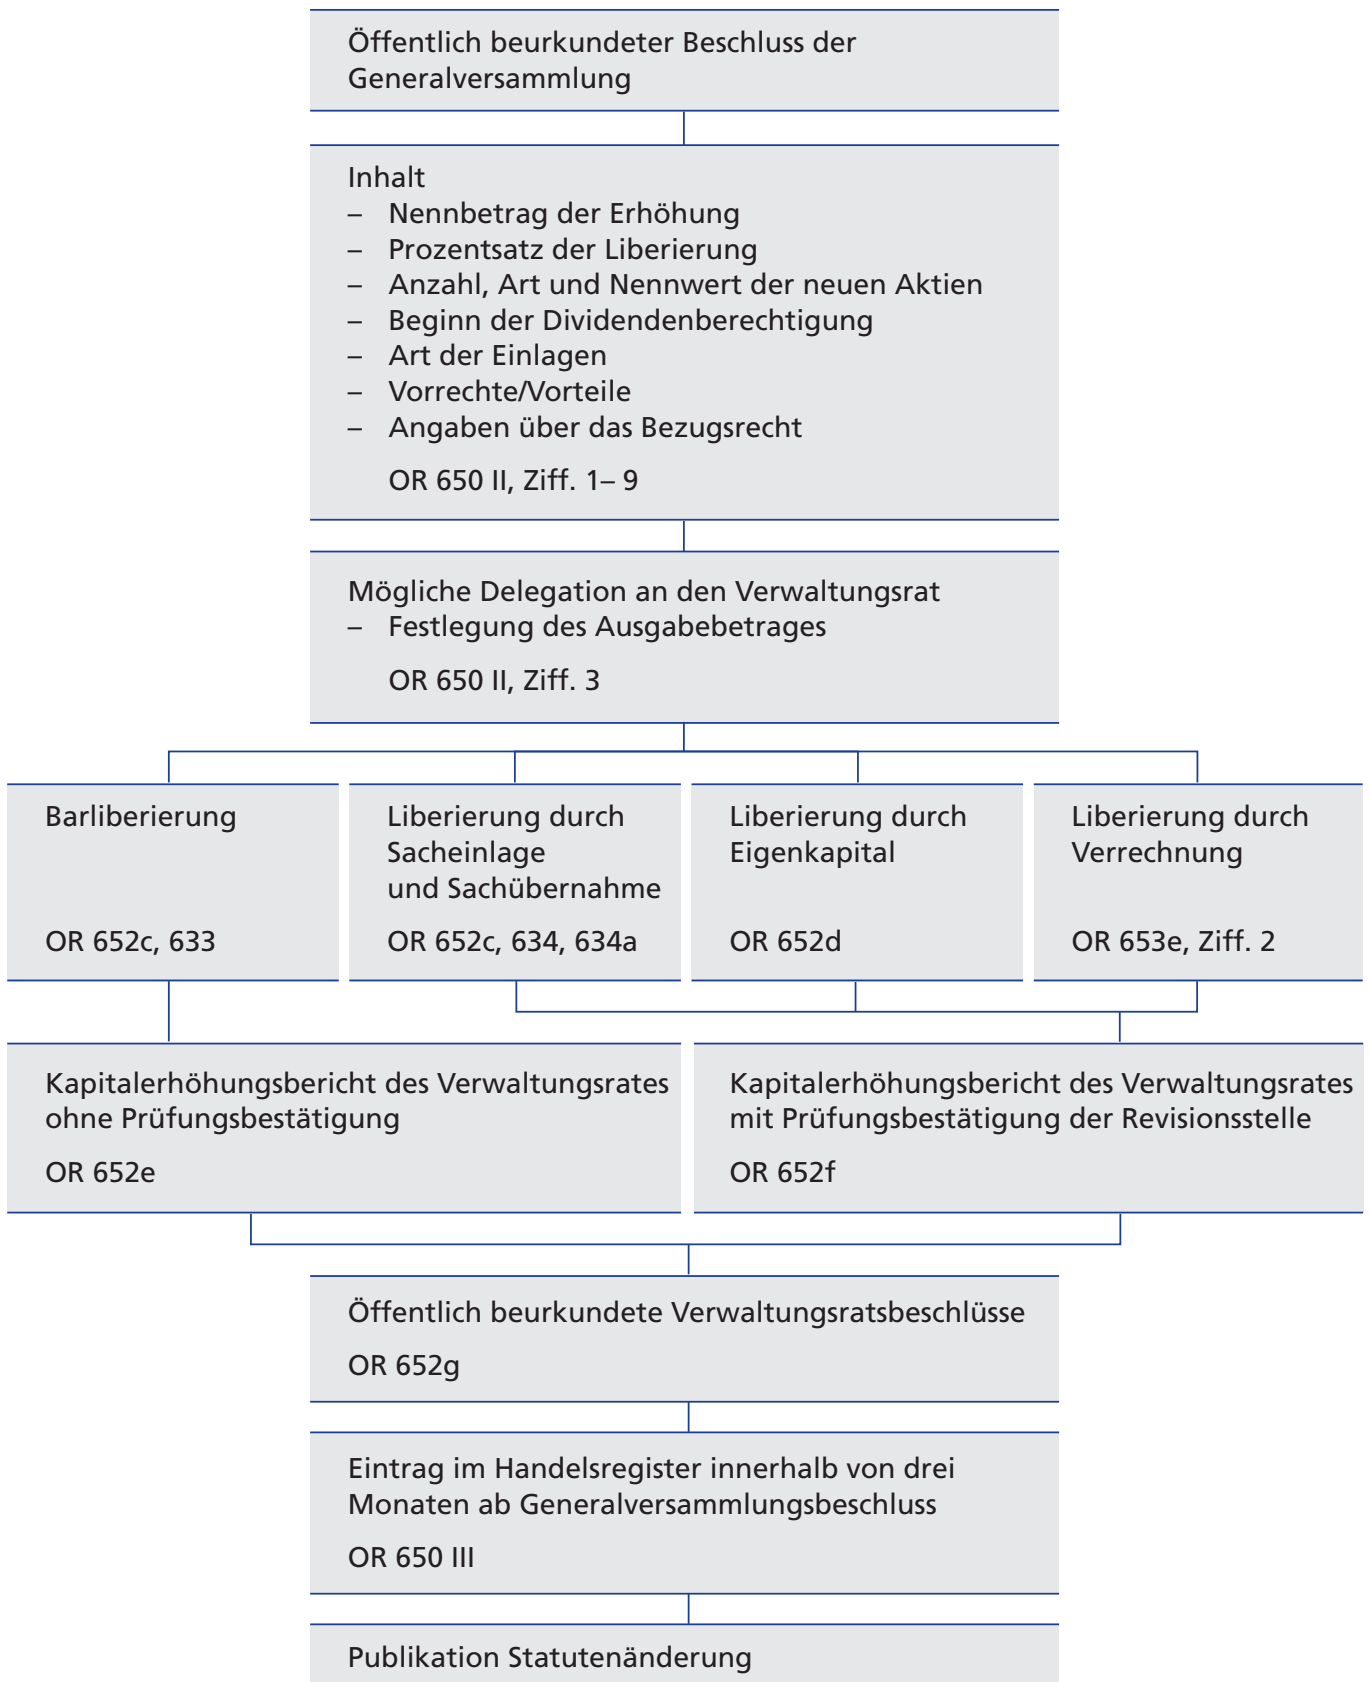 Öffentlich beurkundeter Beschluss der
Generalversammlung
Inhalt
– Nennbetrag der Erhöhung
– Prozentsatz der Liberierung
– Anzahl, Art und Nennwert der neuen Aktien
– Beginn der Dividendenberechtigung
– Art der Einlagen
– Vorrechte/Vorteile
– Angaben über das Bezugsrecht
OR 650 II, Ziff. 1– 9
Mögliche Delegation an den Verwaltungsrat
– Festlegung des Ausgabebetrages
OR 650 II, Ziff. 3
Barliberierung
OR 652c, 633
Liberierung durch
Sacheinlage
und Sachübernahme
OR 652c, 634, 634a
Liberierung durch
Eigenkapital
OR 652d
Liberierung durch
Verrechnung
OR 653e, Ziff. 2
Kapitalerhöhungsbericht des Verwaltungsrates
ohne Prüfungsbestätigung
OR 652e
Kapitalerhöhungsbericht des Verwaltungsrates
mit Prüfungsbestätigung der Revisionsstelle
OR 652f
Öffentlich beurkundete Verwaltungsratsbeschlüsse
OR 652g
Eintrag im Handelsregister innerhalb von drei
Monaten ab Generalversammlungsbeschluss
OR 650 III
Publikation Statutenänderung